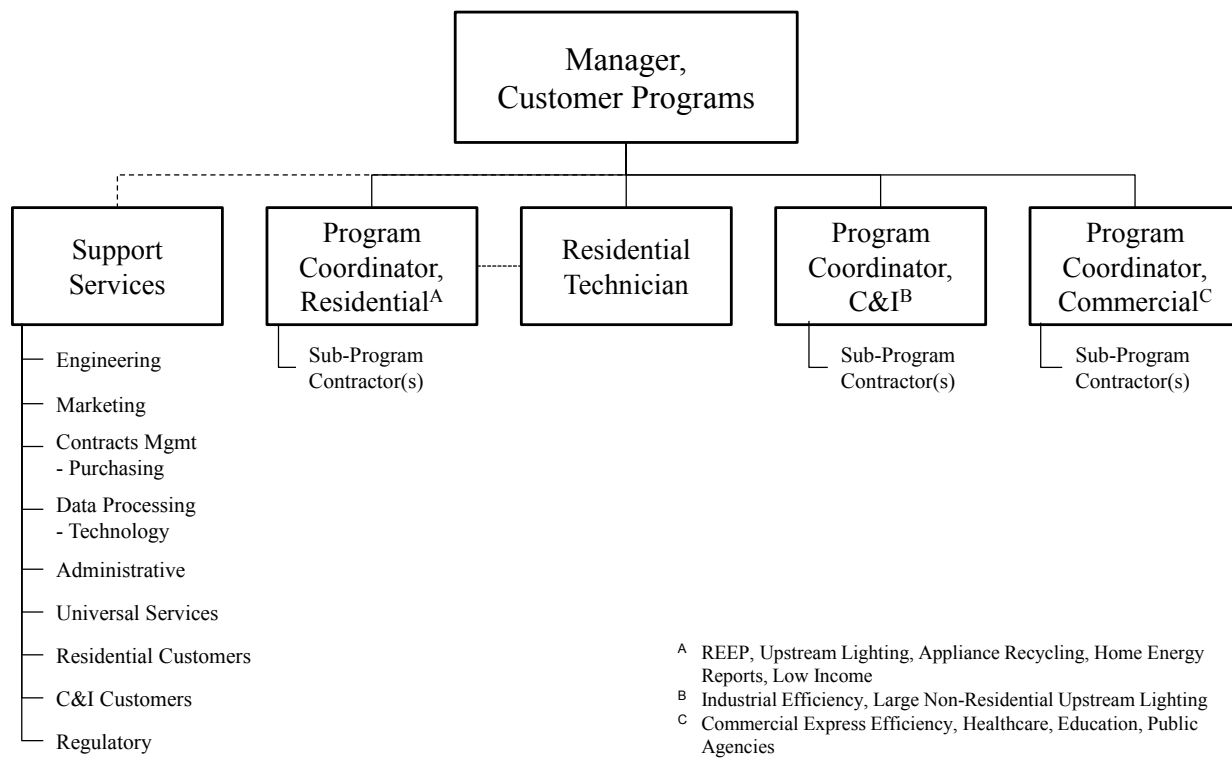 Manager,
Customer Programs
Support
Services
Program
Coordinator,
Residential^A
Residential
Technician
Program
Coordinator,
C&I^B
Program
Coordinator,
Commercial^C
Engineering
Marketing
Contracts Mgmt
- Purchasing
Data Processing
- Technology
Administrative
Universal Services
Residential Customers
C&I Customers
Regulatory
Sub-Program
Contractor(s)
Sub-Program
Contractor(s)
Sub-Program
Contractor(s)
A REEP, Upstream Lighting, Appliance Recycling, Home Energy
Reports, Low Income
B Industrial Efficiency, Large Non-Residential Upstream Lighting
C Commercial Express Efficiency, Healthcare, Education, Public
Agencies